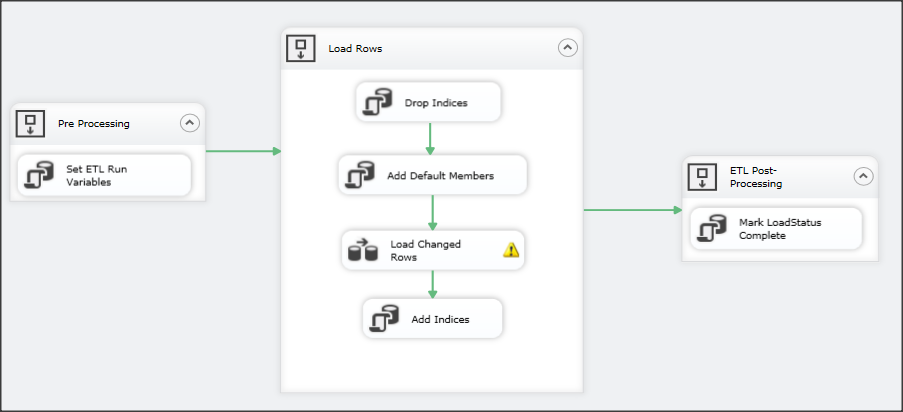 Pre Processing
Set ETL Run
Variables
Load Rows
Drop Indices
Add Default Members
Load Changed
Rows
Add Indices
ETL Post-
Processing
Mark LoadStatus
Complete